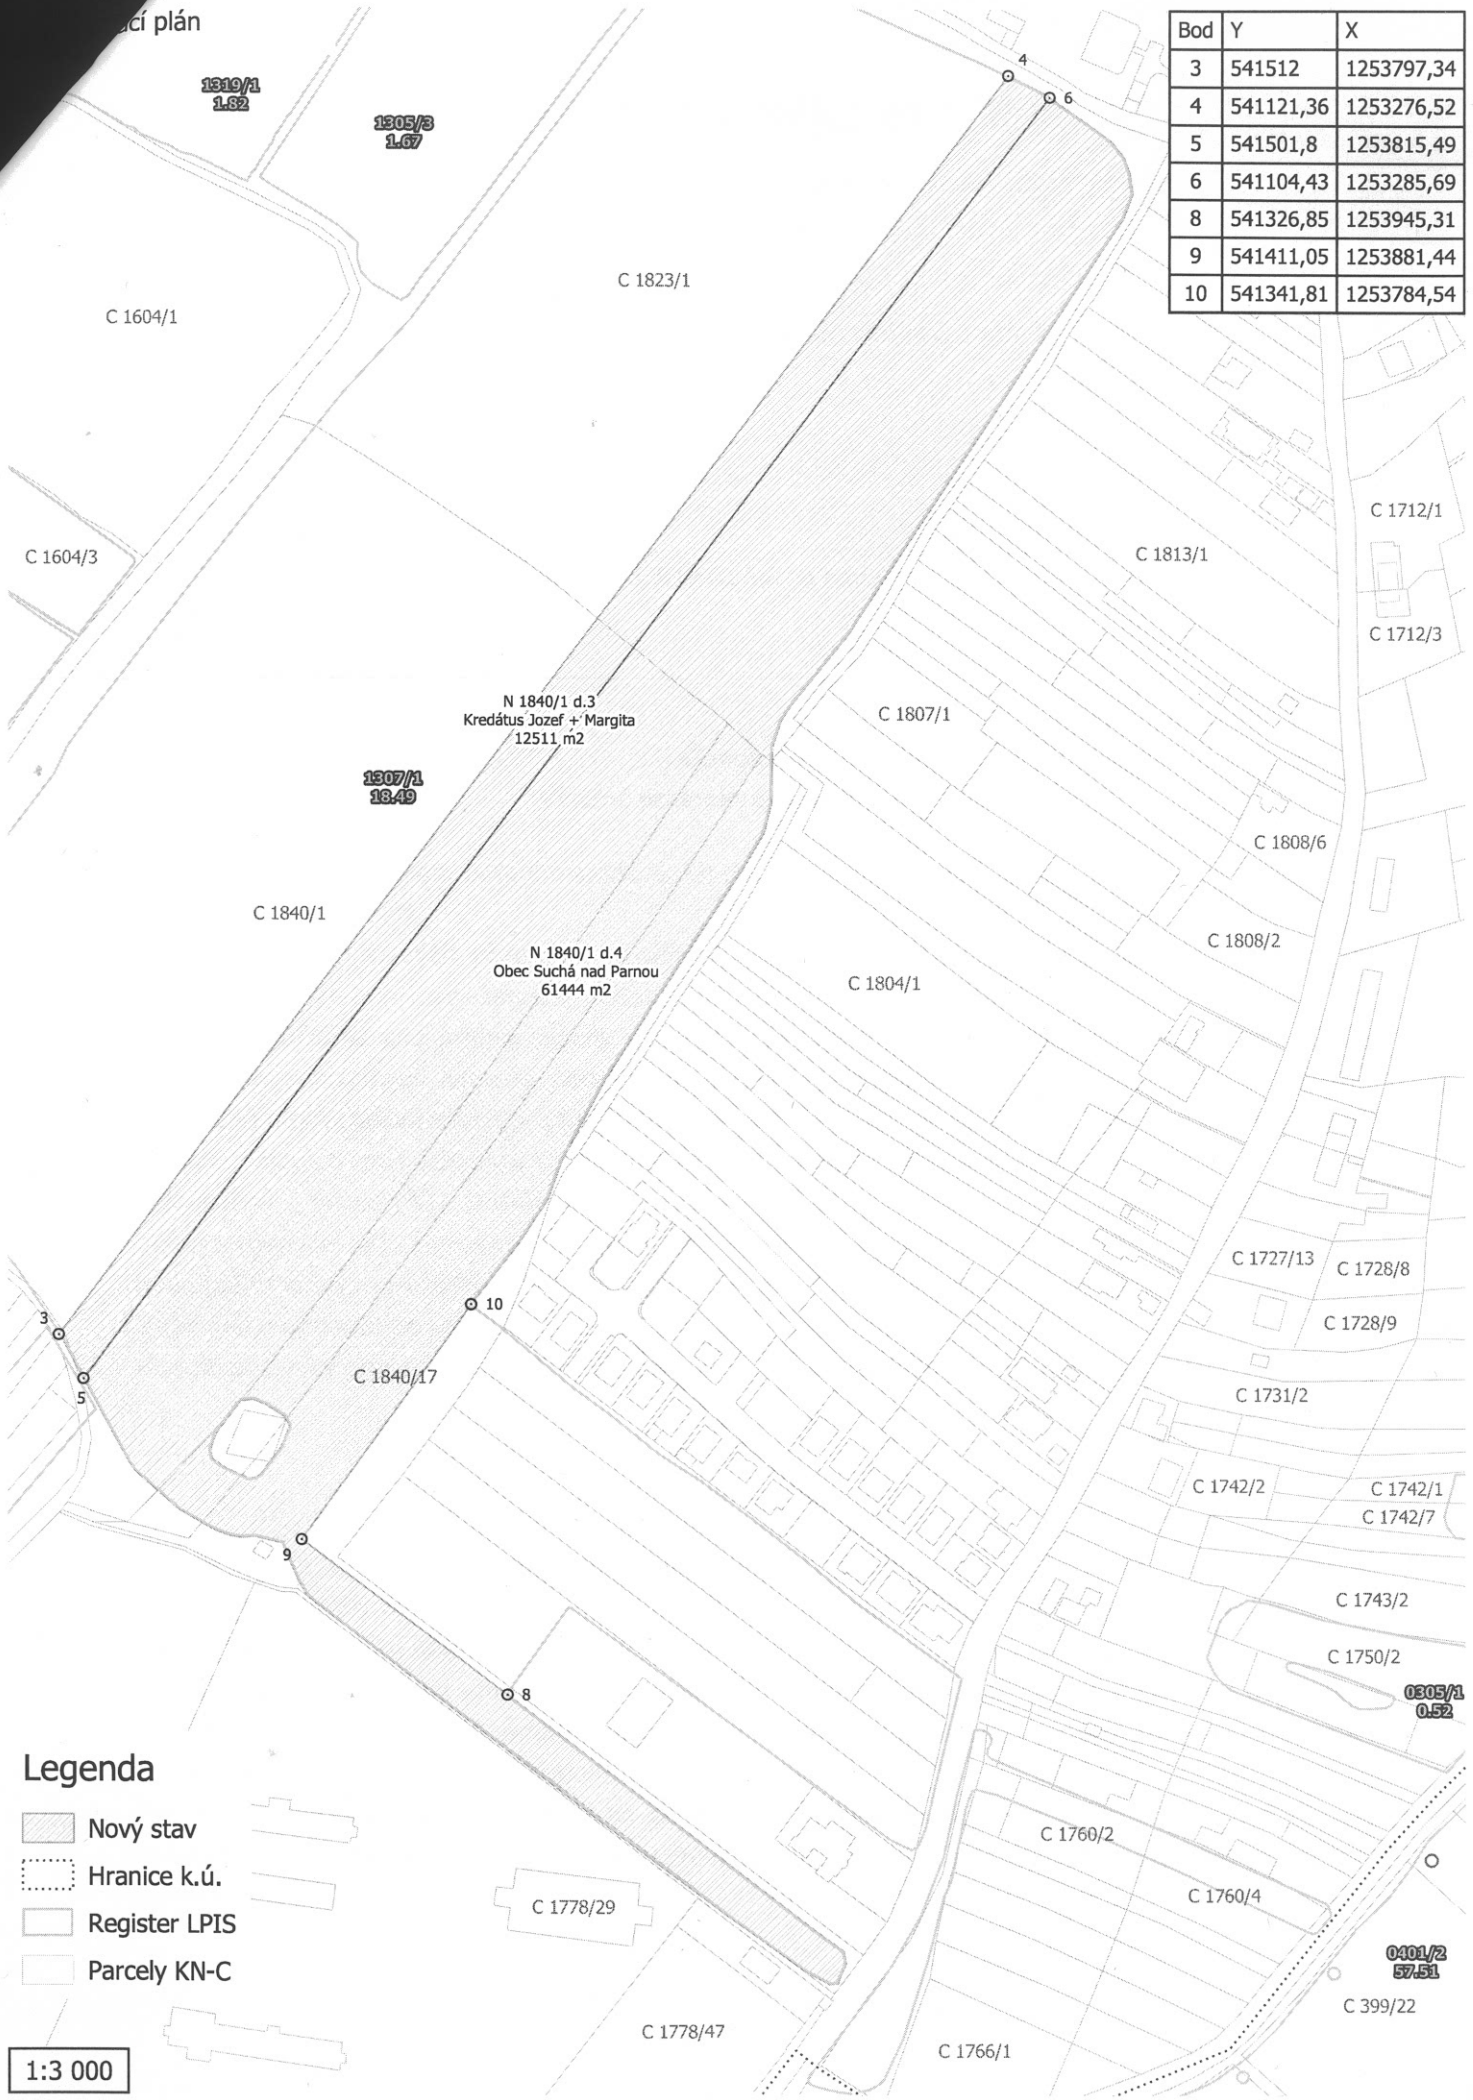 plán
Bod Y X
3 541512 1253797,34
4 541121,36 1253276,52
5 541501,8 1253815,49
6 541104,43 1253285,69
8 541326,85 1253945,31
9 541411,05 1253881,44
10 541341,81 1253784,54
4
6
1319/1
1.82
1305/3
1.67
C 1823/1
C 1604/1
C 1712/1
C 1604/3
C 1813/1
C 1712/3
N 1840/1 d.3
Kredátus Jozef + Margita
12511 m2
C 1807/1
1307/1
18.49
C 1808/6
C 1840/1
C 1808/2
N 1840/1 d.4
Obec Suchá nad Parnou
61444 m2
C 1804/1
C 1727/13
C 1728/8
10
3
C 1728/9
C 1840/17
5
C 1731/2
C 1742/2
C 1742/1
C 1742/7
9
C 1743/2
C 1750/2
8
0305/1
0.52
Legenda
Nový stav
Hranice k.ú.
Register LPIS
Parcely KN-C
C 1760/2
C 1760/4
C 1778/29
0401/2
57.51
C 399/22
C 1778/47
C 1766/1
1:3 000